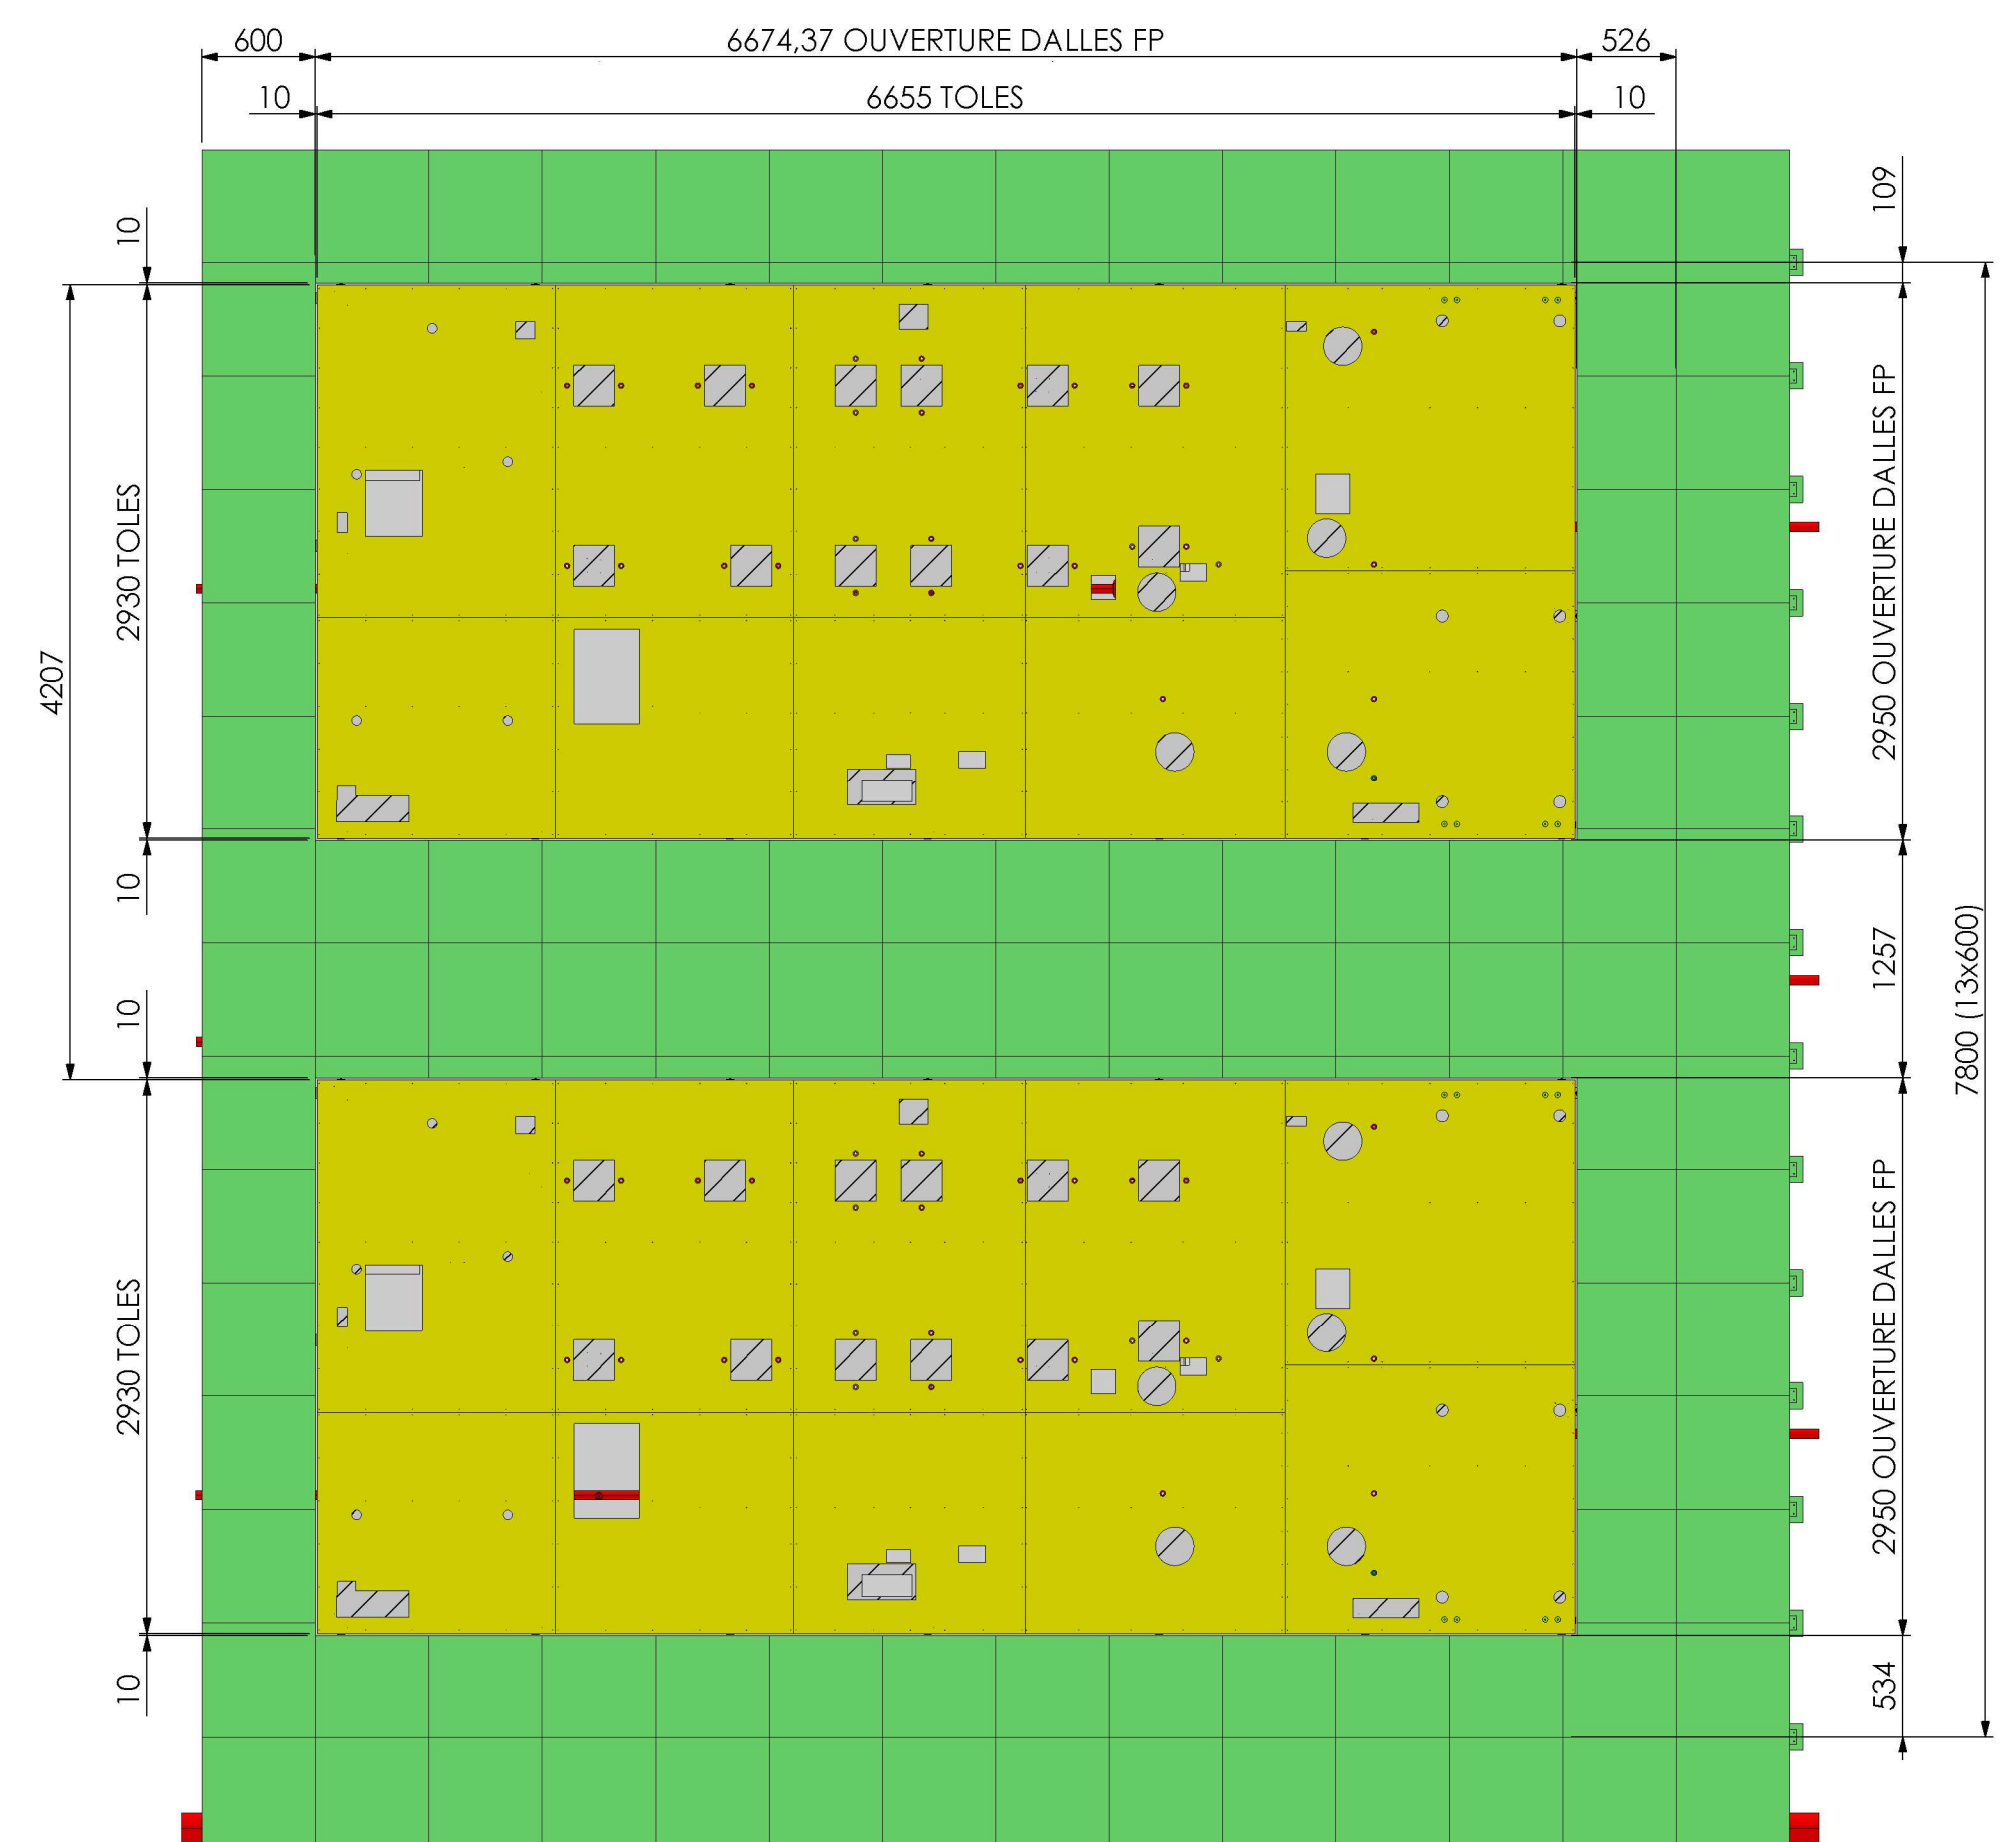 600
6674,37 OUVERTURE DALLES FP
526
10
6655 TOLES
10
109
10
2930 TOLES
4207
2950 OUVERTURE DALLES FP
10
1257
7800 (13x600)
10
2930 TOLES
2950 OUVERTURE DALLES FP
10
534